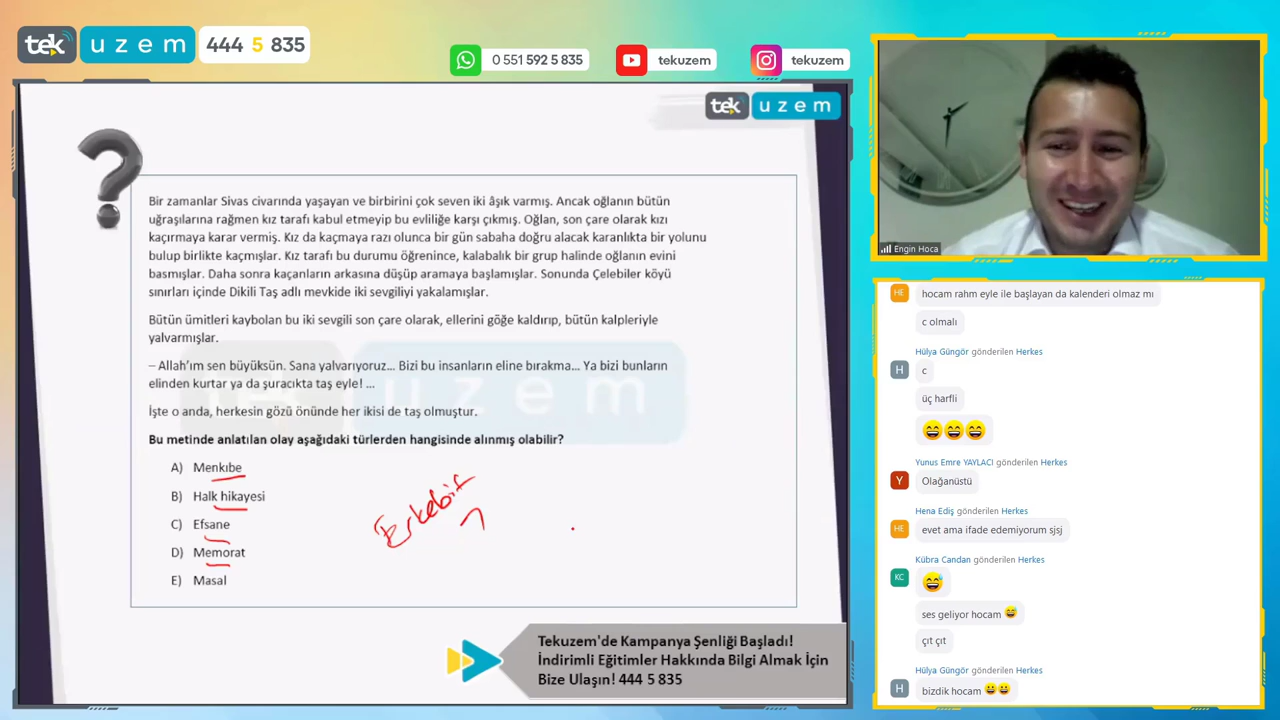 tek uzem 444 5 835
0 551 592 5 835
tekuzem
tekuzem
tek uzem
Bir zamanlar Sivas civarında yaşayan ve birbirini çok seven iki âşık varmış. Ancak oğlanın bütün
uğraşılarına rağmen kız tarafı kabul etmeyip bu evliliğe karşı çıkmış. Oğlan, son çare olarak kızı
kaçırmaya karar vermiş. Kız da kaçmaya razı olunca bir gün sabaha doğru alacak karanlıkta bir yolunu
bulup birlikte kaçmışlar. Kız tarafı bu durumu öğrenince, kalabalık bir grup halinde oğlanın evini
basmışlar. Daha sonra kaçanların arkasına düşüp aramaya başlamışlar. Sonunda Çelebiler köyü
sınırları içinde Dikili Taş adlı mevkide iki sevgiliyi yakalamışlar.
Bütün ümitleri kaybolan bu iki sevgili son çare olarak, ellerini göğe kaldırıp, bütün kalpleriyle
yalvarmışlar.
– Allah'ım sen büyüksün. Sana yalvarıyoruz... Bizi bu insanların eline bırakma... Ya bizi bunların
elinden kurtar ya da şuracıkta taş eyle! ...
İşte o anda, herkesin gözü önünde her ikisi de taş olmuştur.
Bu metinde anlatılan olay aşağıdaki türlerden hangisinde alınmış olabilir?
A) Menkıbe
B) Halk hikayesi
C) Efsane
D) Memorat
E) Masal
uzem
Tekuzem'de Kampanya Şenliği Başladı!
İndirimli Eğitimler Hakkında Bilgi Almak İçin
Bize Ulaşın! 444 5 835
Engin Hoca
HE
hocam rahm eyle ile başlayan da kalenderi olmaz mı
c olmalı
Hülya Güngör gönderilen Herkes
H
c
üç harfli
😄😄😄
Yunus Emre YAYLACI gönderilen Herkes
Y
Olağanüstü
Hena Ediş gönderilen Herkes
HE
evet ama ifade edemiyorum sjsj
Kübra Candan gönderilen Herkes
KC
😅
ses geliyor hocam 😅
çıt çıt
Hülya Güngör gönderilen Herkes
H
bizdik hocam 😀😀